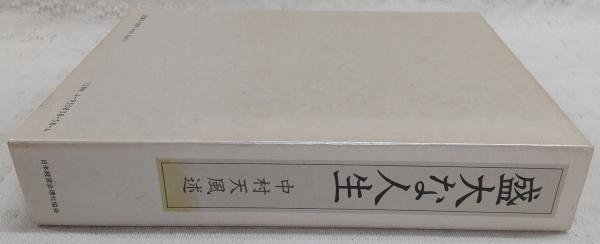 盛大な人生
中村天風述
日本経営合理化協会